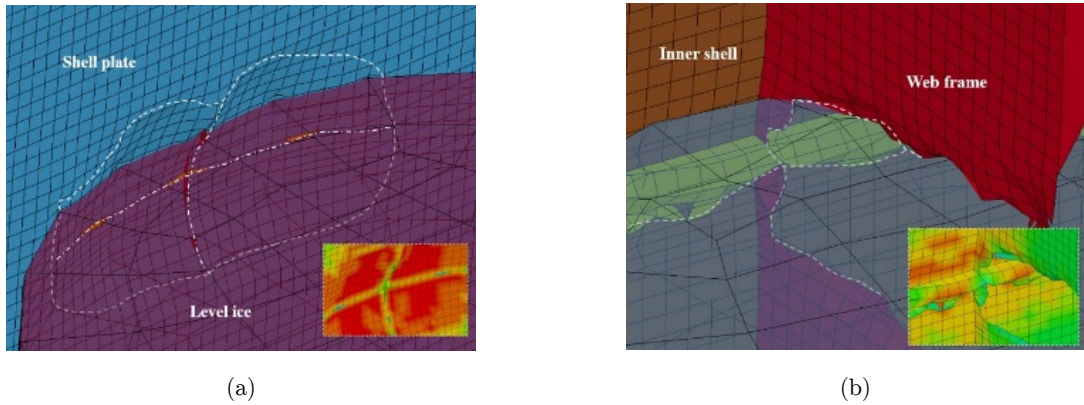 Shell plate
Level ice
Inner shell
Web frame
(a)
(b)